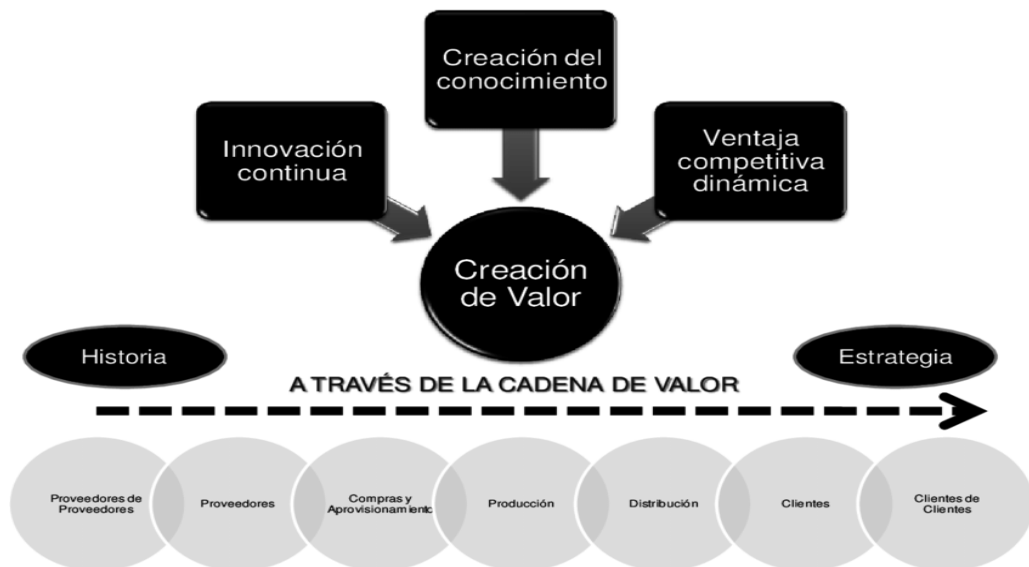 Creación del
conocimiento
Innovación
continua
Ventaja
competitiva
dinámica
Creación
de Valor
Historia
Estrategia
A TRAVÉS DE LA CADENA DE VALOR
Proveedores de
Proveedores
Proveedores
Compras y
Aprovisionamiento
Producción
Distribución
Clientes
Clientes de
Clientes